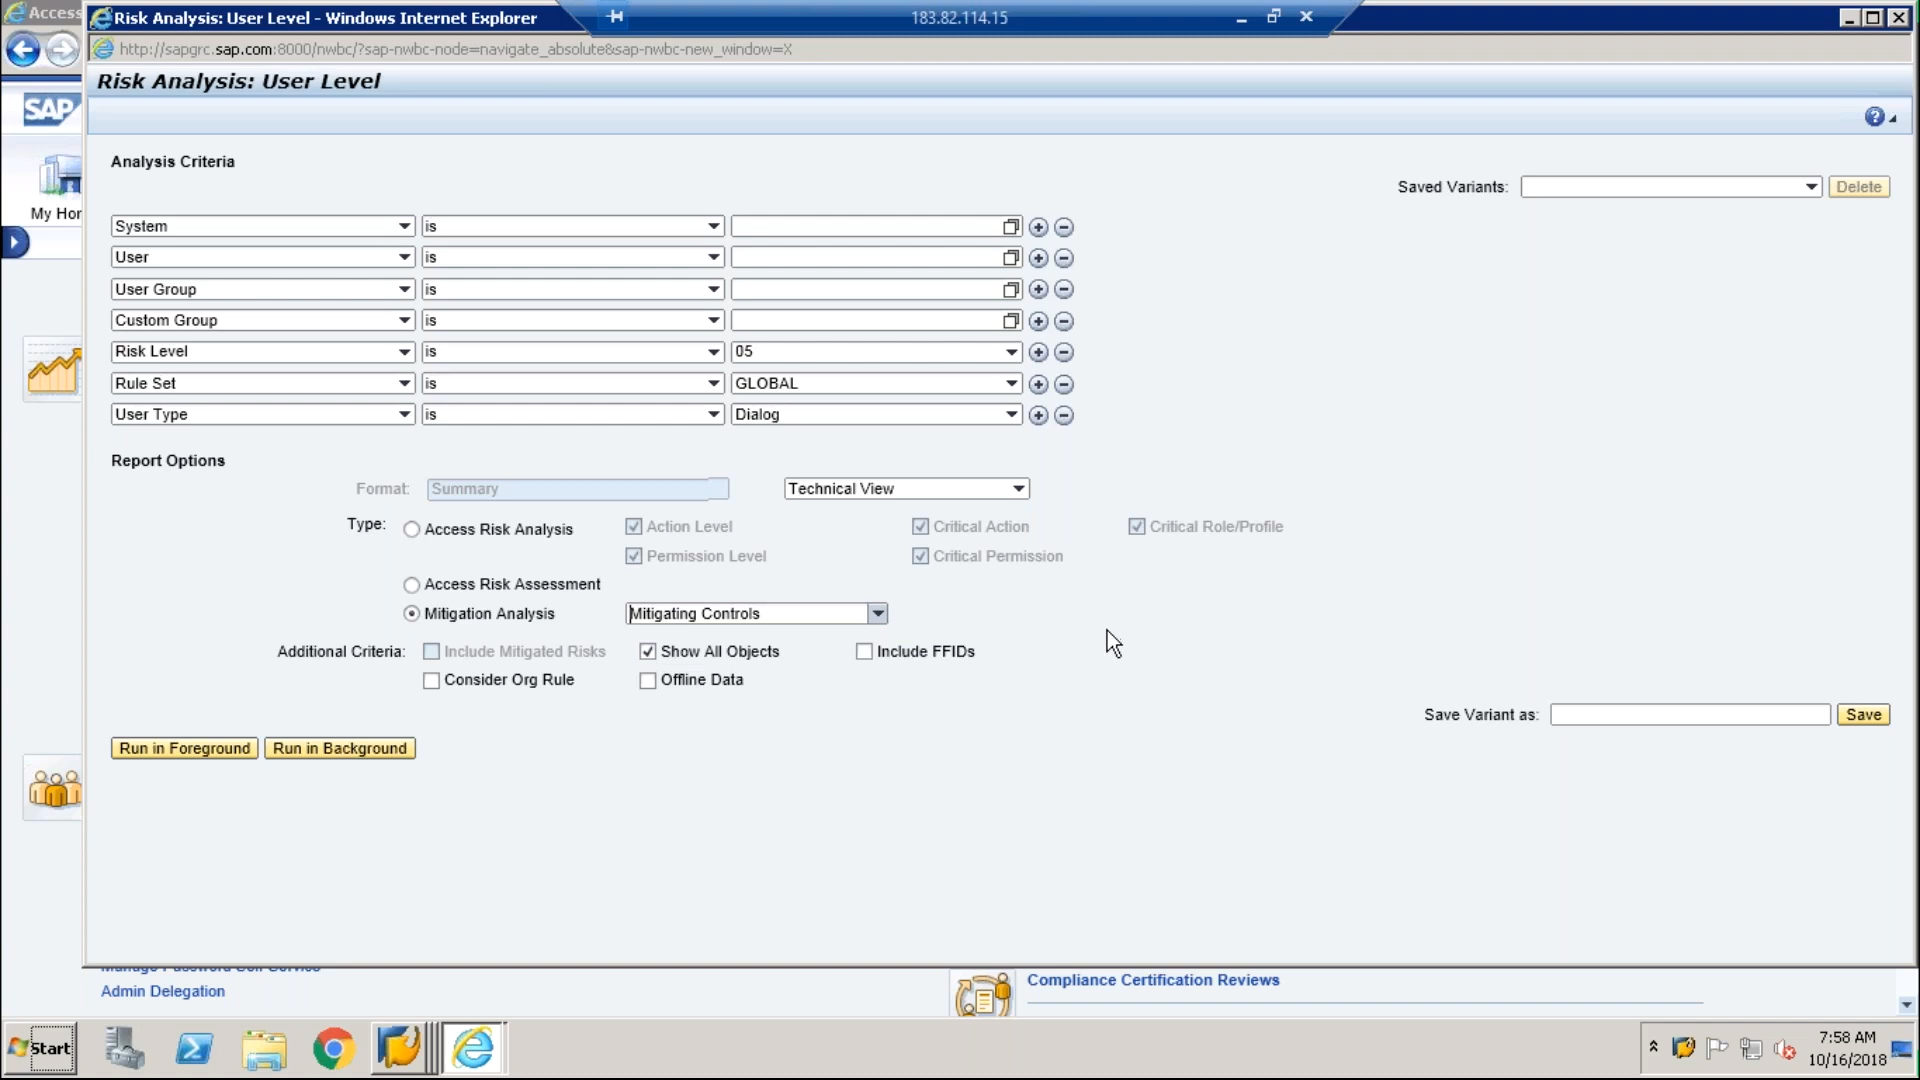 Access
Risk Analysis: User Level - Windows Internet Explorer
183.82.114.15
http://sapgrc.sap.com:8000/nwbc/?sap-nwbc-node=navigate_absolute&sap-nwbc-new_window=X
Risk Analysis: User Level
SAP
?
Analysis Criteria
Saved Variants:
Delete
My Hor
System
is
User
is
User Group
is
Custom Group
is
Risk Level
is
05
Rule Set
is
GLOBAL
User Type
is
Dialog
Report Options
Format:
Summary
Technical View
Type:
Access Risk Analysis
Action Level
Critical Action
Critical Role/Profile
Permission Level
Critical Permission
Access Risk Assessment
Mitigation Analysis
Mitigating Controls
Additional Criteria:
Include Mitigated Risks
Show All Objects
Include FFIDs
Consider Org Rule
Offline Data
Save Variant as:
Save
Run in Foreground
Run in Background
Manage Password Self Service
Admin Delegation
Compliance Certification Reviews
Start
7:58 AM
10/16/2018